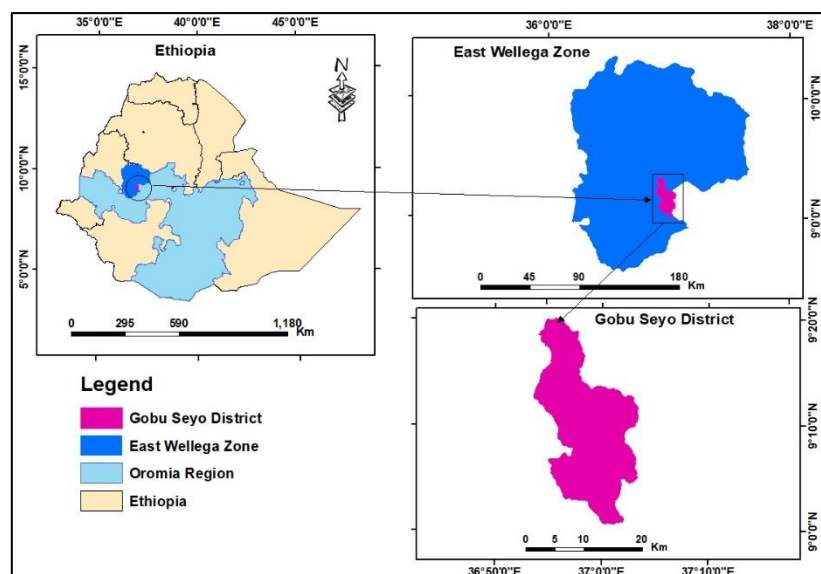 35°0'0"E 40°0'0"E 45°0'0"E
Ethiopia
N
15°0'0"N
10°0'0"N
5°0'0"N
0 295 590 1,180
Km
36°0'0"E 38°0'0"E
East Wellega Zone
10°0'0"N
9°0'0"N
0 45 90 180
Km
Legend
Gobu Seyo District
East Wellega Zone
Oromia Region
Ethiopia
Gobu Seyo District
9°20'0"N
9°10'0"N
9°0'0"N
0 5 10 20
Km
36°50'0"E 37°0'0"E 37°10'0"E